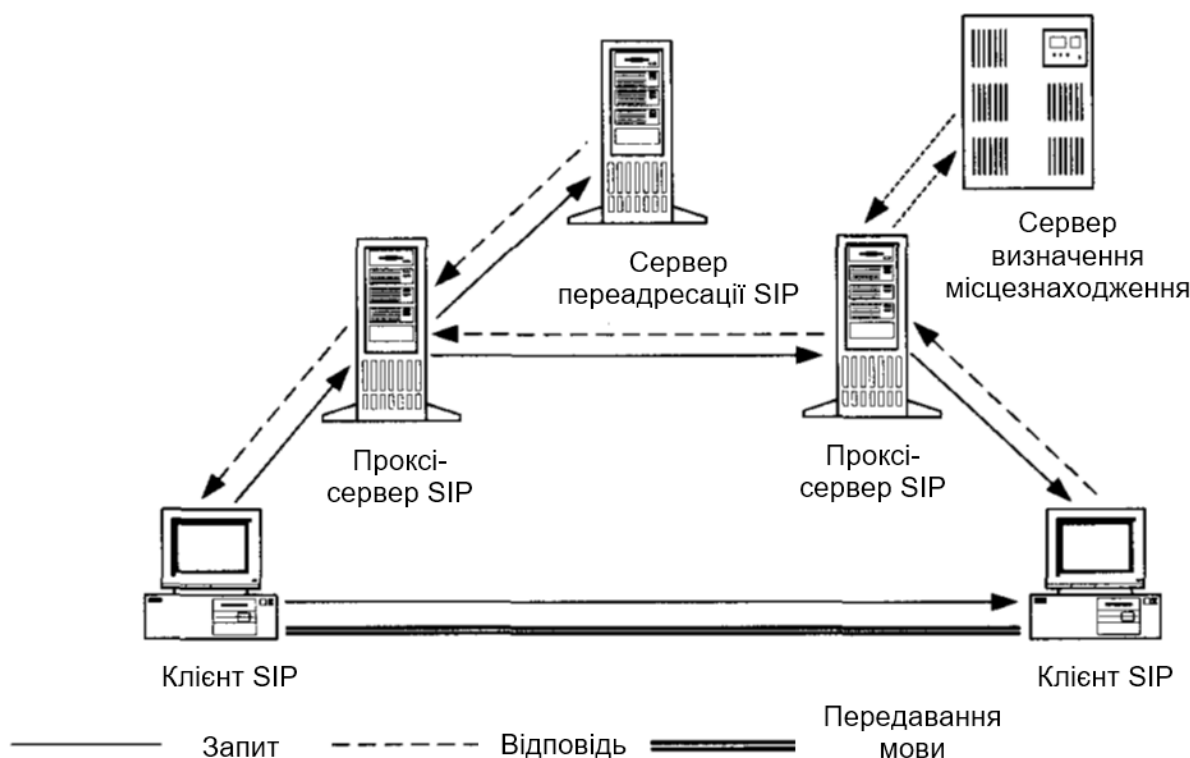 Сервер
переадресації SIP
Сервер
визначення
місцезнаходження
Проксі-
сервер SIP
Проксі-
сервер SIP
Клієнт SIP
Клієнт SIP
Запит
Відповідь
Передавання
мови